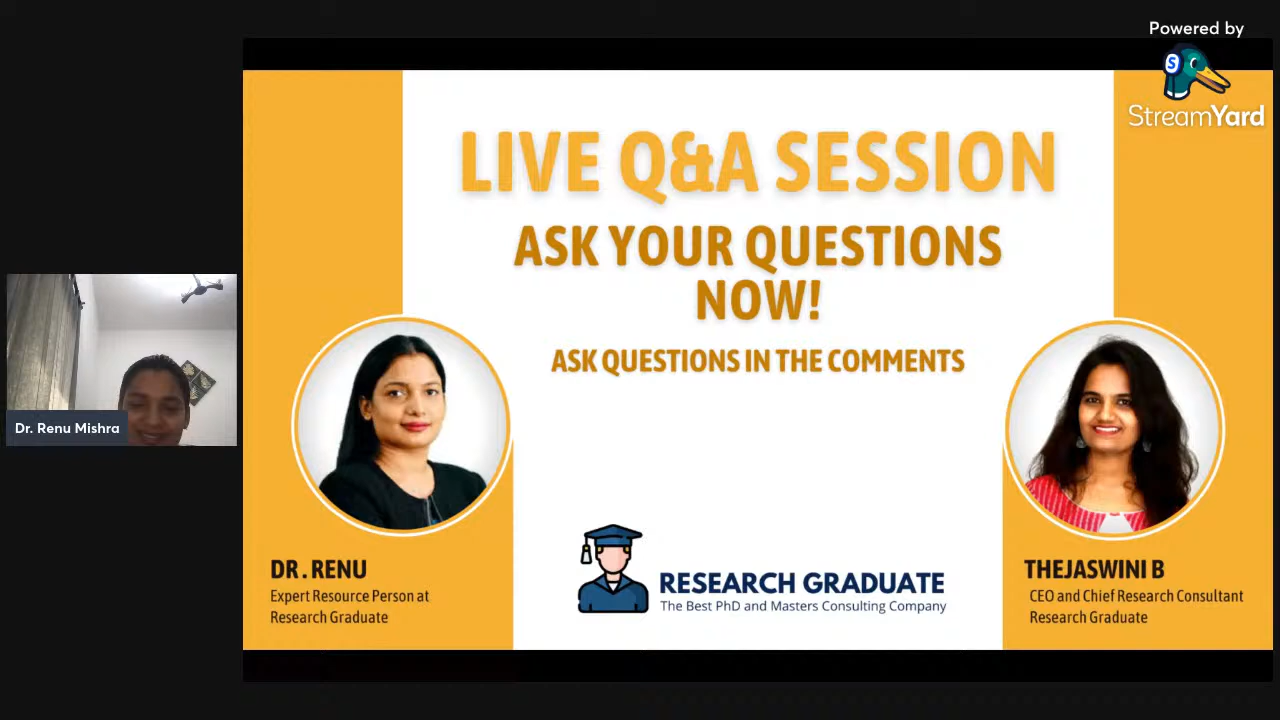 Powered by
StreamYard
LIVE Q&A SESSION
ASK YOUR QUESTIONS
NOW!
ASK QUESTIONS IN THE COMMENTS
Dr. Renu Mishra
DR . RENU
Expert Resource Person at
Research Graduate
RESEARCH GRADUATE
The Best PhD and Masters Consulting Company
THEJASWINI B
CEO and Chief Research Consultant
Research Graduate